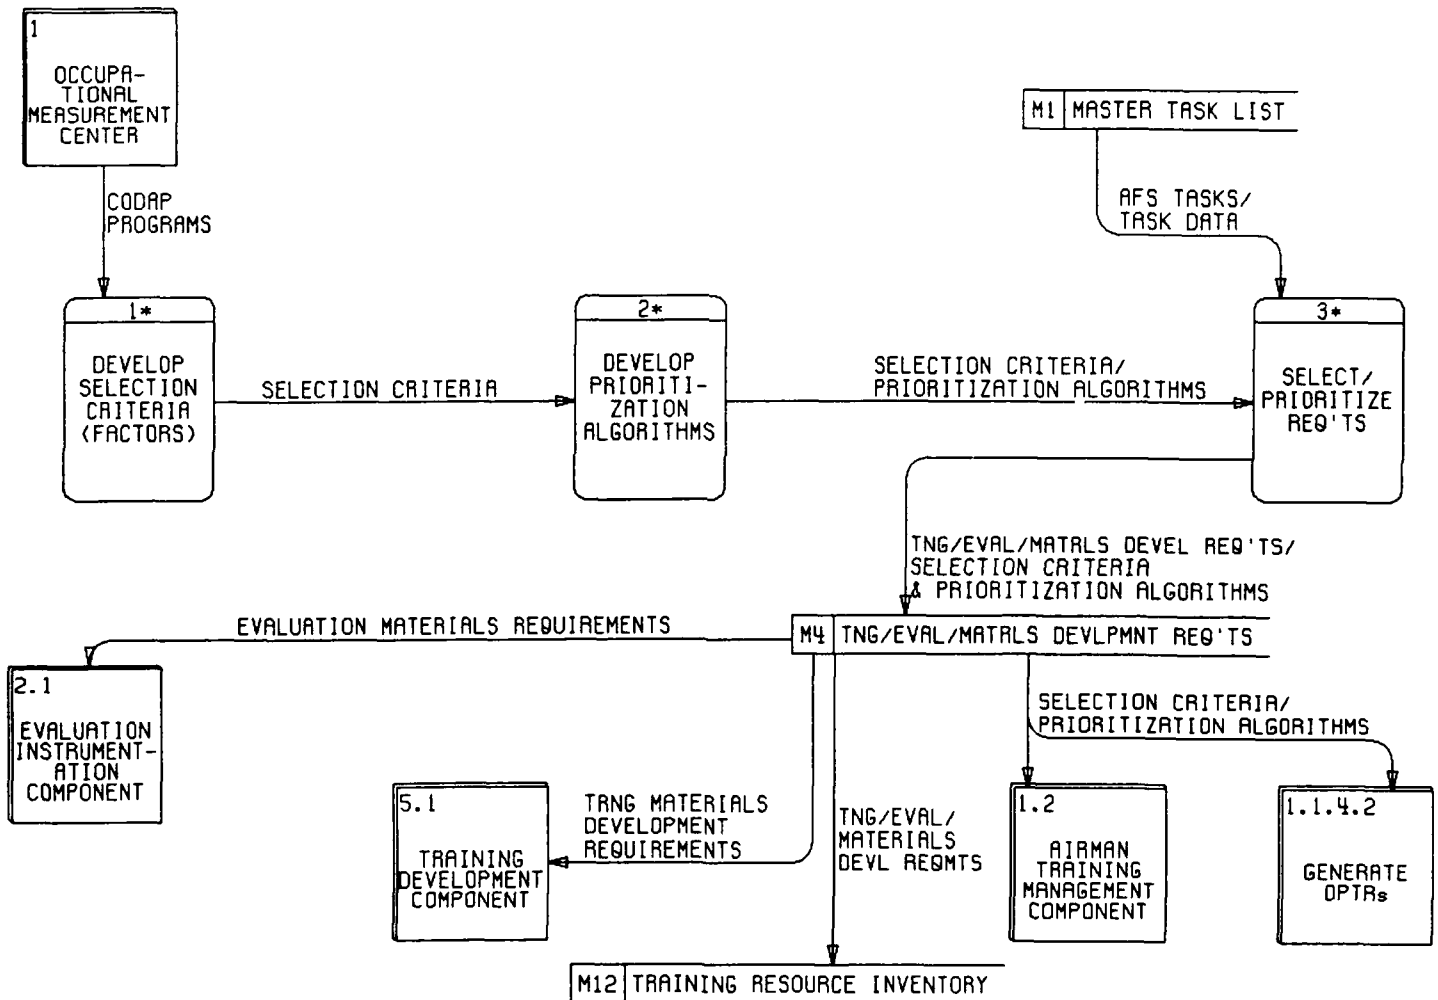 1
OCCUPA-
TIONAL
MEASUREMENT
CENTER
M1 MASTER TASK LIST
CODAP
PROGRAMS
AFS TASKS/
TASK DATA
1*
DEVELOP
SELECTION
CRITERIA
(FACTORS)
SELECTION CRITERIA
2*
DEVELOP
PRIORITI-
ZATION
ALGORITHMS
SELECTION CRITERIA/
PRIORITIZATION ALGORITHMS
3*
SELECT/
PRIORITIZE
REQ'TS
TNG/EVAL/MATRLS DEVEL REQ'TS/
SELECTION CRITERIA
& PRIORITIZATION ALGORITHMS
EVALUATION MATERIALS REQUIREMENTS
M4 TNG/EVAL/MATRLS DEVLPMNT REQ'TS
2.1
EVALUATION
INSTRUMENT-
ATION
COMPONENT
SELECTION CRITERIA/
PRIORITIZATION ALGORITHMS
5.1
TRAINING
DEVELOPMENT
COMPONENT
TRNG MATERIALS
DEVELOPMENT
REQUIREMENTS
TNG/EVAL/
MATERIALS
DEVL REQMTS
1.2
AIRMAN
TRAINING
MANAGEMENT
COMPONENT
1.1.4.2
GENERATE
OPTRs
M12 TRAINING RESOURCE INVENTORY